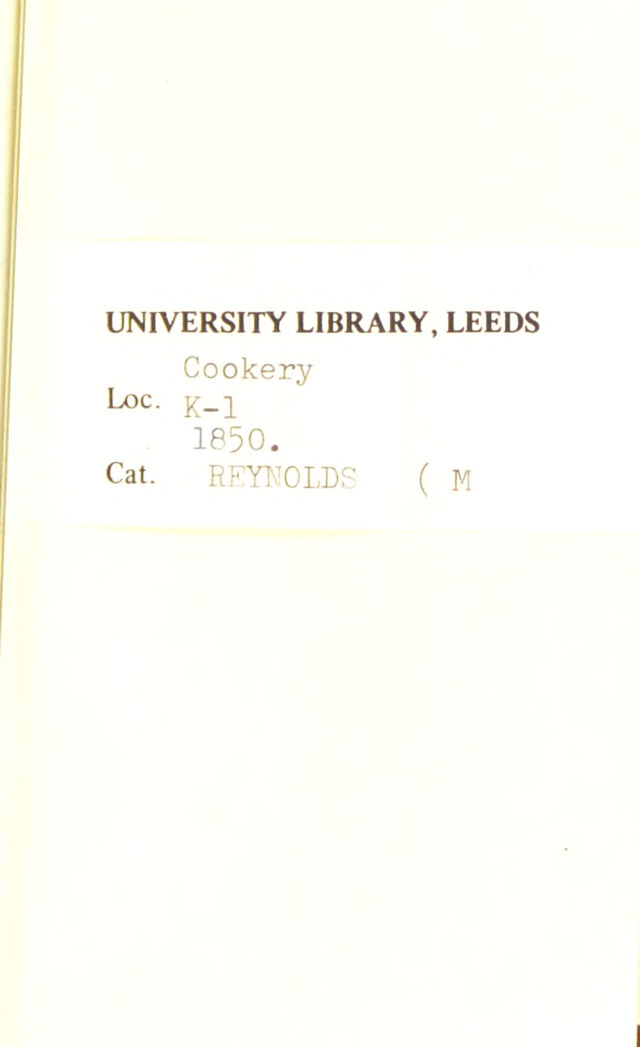 UNIVERSITY LIBRARY, LEEDS
Cookery
Loc. K-1
1850.
Cat. REYNOLDS ( M